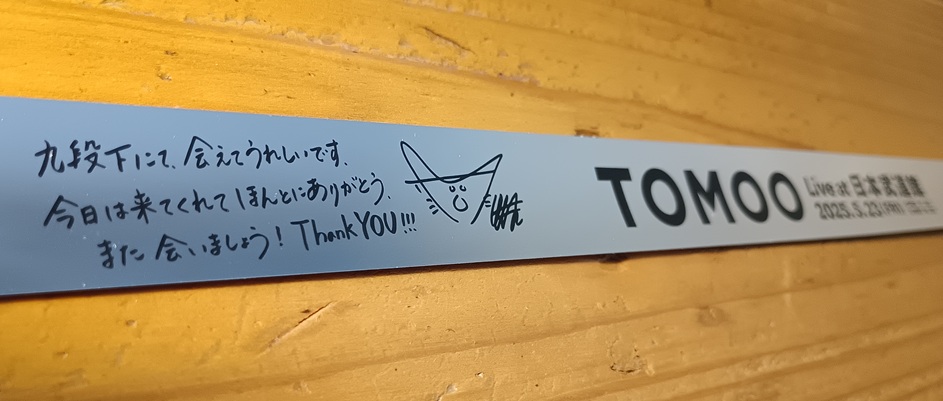 九段下にて、会えてうれしいです。
今日は来てくれてほんとにありがとう。
また会いましょう！ThankYOU!!!
TOMOO
Live at 日本武道館
2025.5.23(FRI)